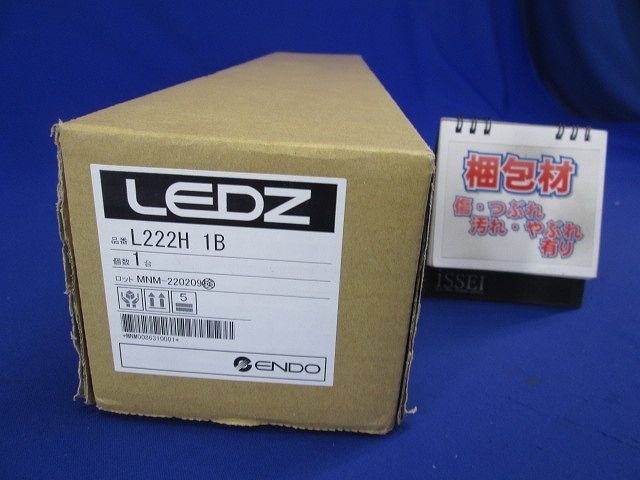 LEDZ
品番 L222H 1B
個数 1台
ロット MNM-220209
5
*MNM0086310001*
ENDO
梱包材
傷・つぶれ
汚れ・やぶれ
有り
ISSEI